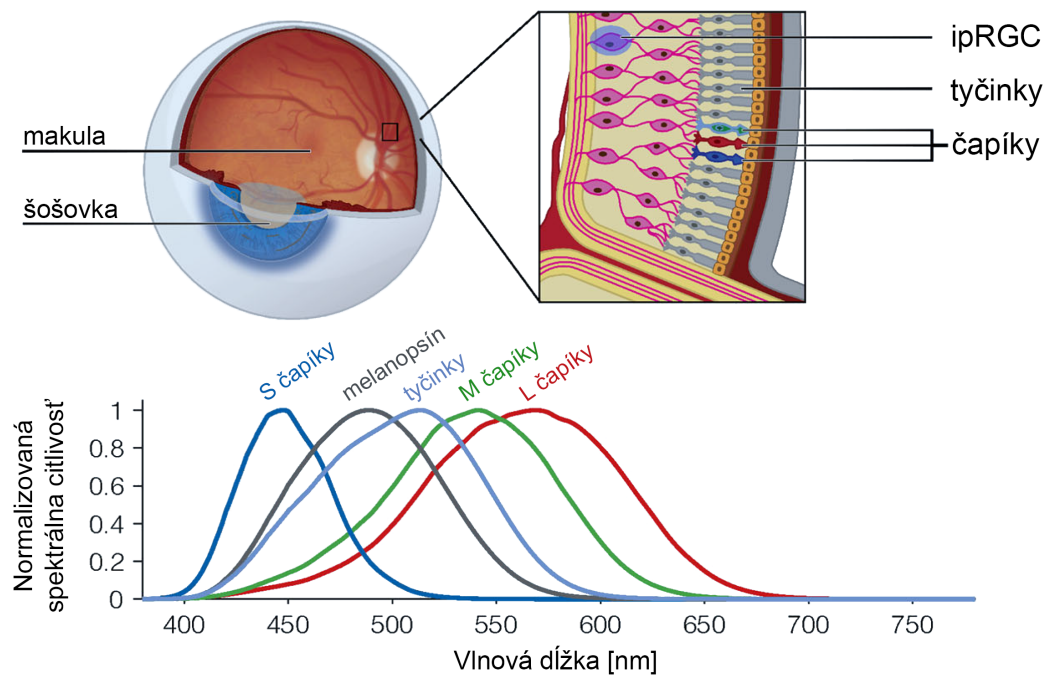 makula
šošovka
ipRGC
tyčinky
čapíky
S čapíky
melanopsín
tyčinky
M čapíky
L čapíky
Normalizovaná
spektrálna citlivosť
1
0.8
0.6
0.4
0.2
0
400
450
500
550
600
650
700
750
Vlnová dĺžka [nm]